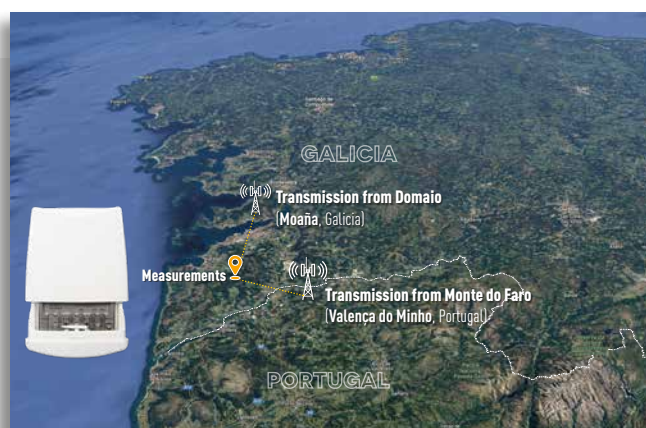 GALICIA
Transmission from Domaio
(Moaña, Galicia)
Measurements
Transmission from Monte do Faro
(Valença do Minho, Portugal)
PORTUGAL